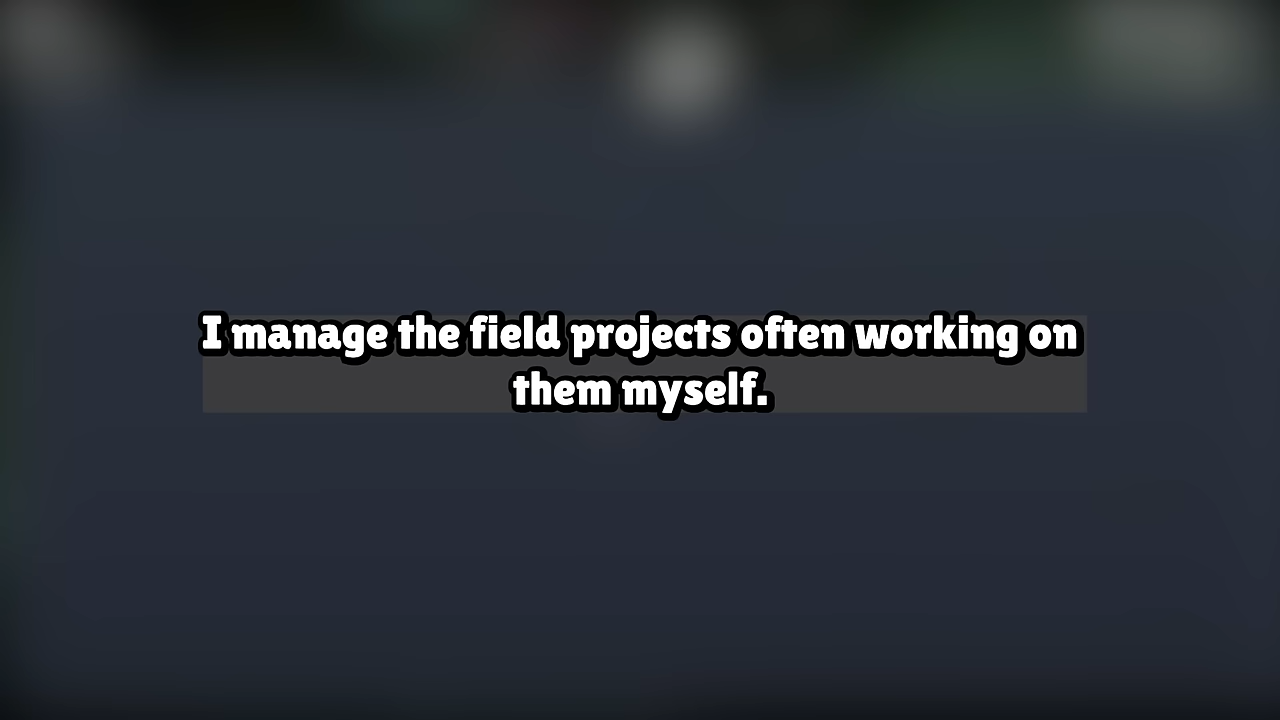 I manage the field projects often working on
them myself.